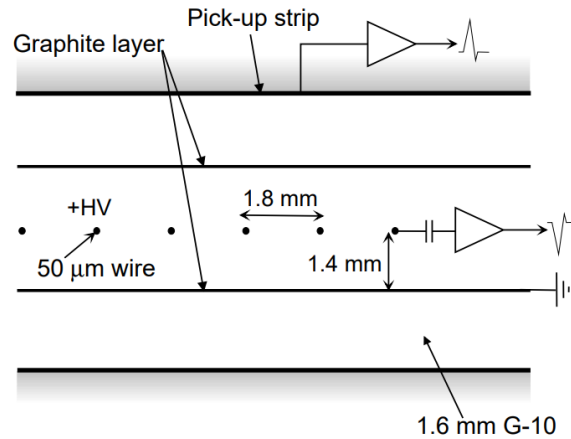 Pick-up strip
Graphite layer
+HV
1.8 mm
50 μm wire
1.4 mm
1.6 mm G-10